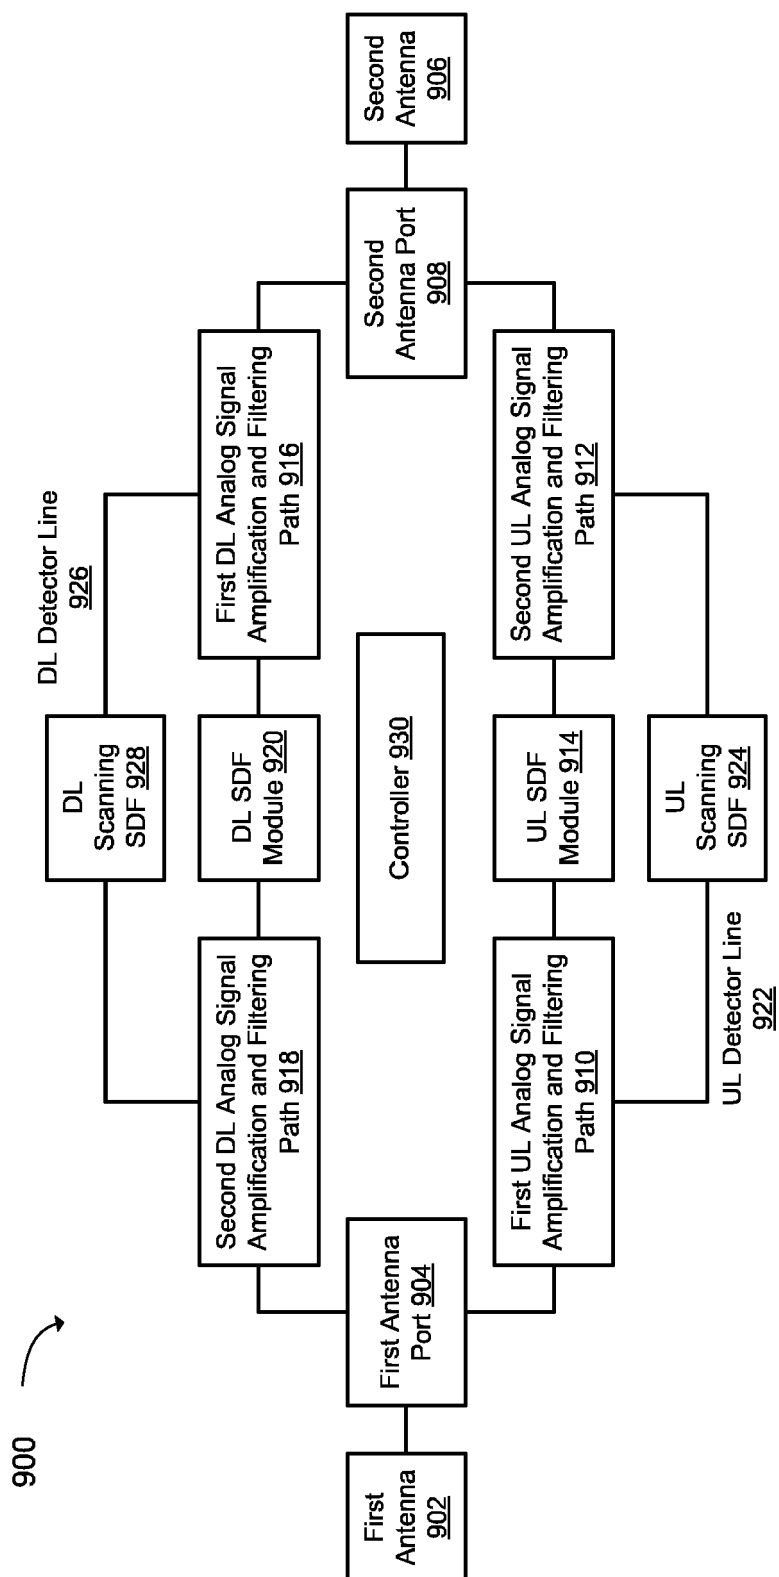 900
DL Detector Line
926
DL
Scanning
SDF 928
Second DL Analog Signal
Amplification and Filtering
Path 918
DL SDF
Module 920
First DL Analog Signal
Amplification and Filtering
Path 916
First
Antenna
902
First Antenna
Port 904
Controller 930
Second
Antenna Port
908
Second
Antenna
906
First UL Analog Signal
Amplification and Filtering
Path 910
UL SDF
Module 914
Second UL Analog Signal
Amplification and Filtering
Path 912
UL
Scanning
SDF 924
UL Detector Line
922